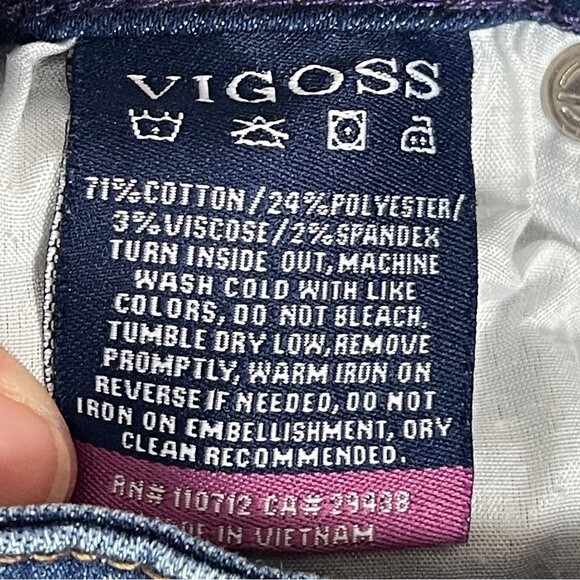 VIGOSS
71%COTTON/24%POLYESTER/
3%VISCOSE/2%SPANDEX
TURN INSIDE OUT, MACHINE
WASH COLD WITH LIKE
COLORS, DO NOT BLEACH,
TUMBLE DRY LOW, REMOVE
PROMPTLY, WARM IRON ON
REVERSE IF NEEDED, DO NOT
IRON ON EMBELLISHMENT, DRY
CLEAN RECOMMENDED.
RN# 110712 CA# 29438
IN VIETNAM